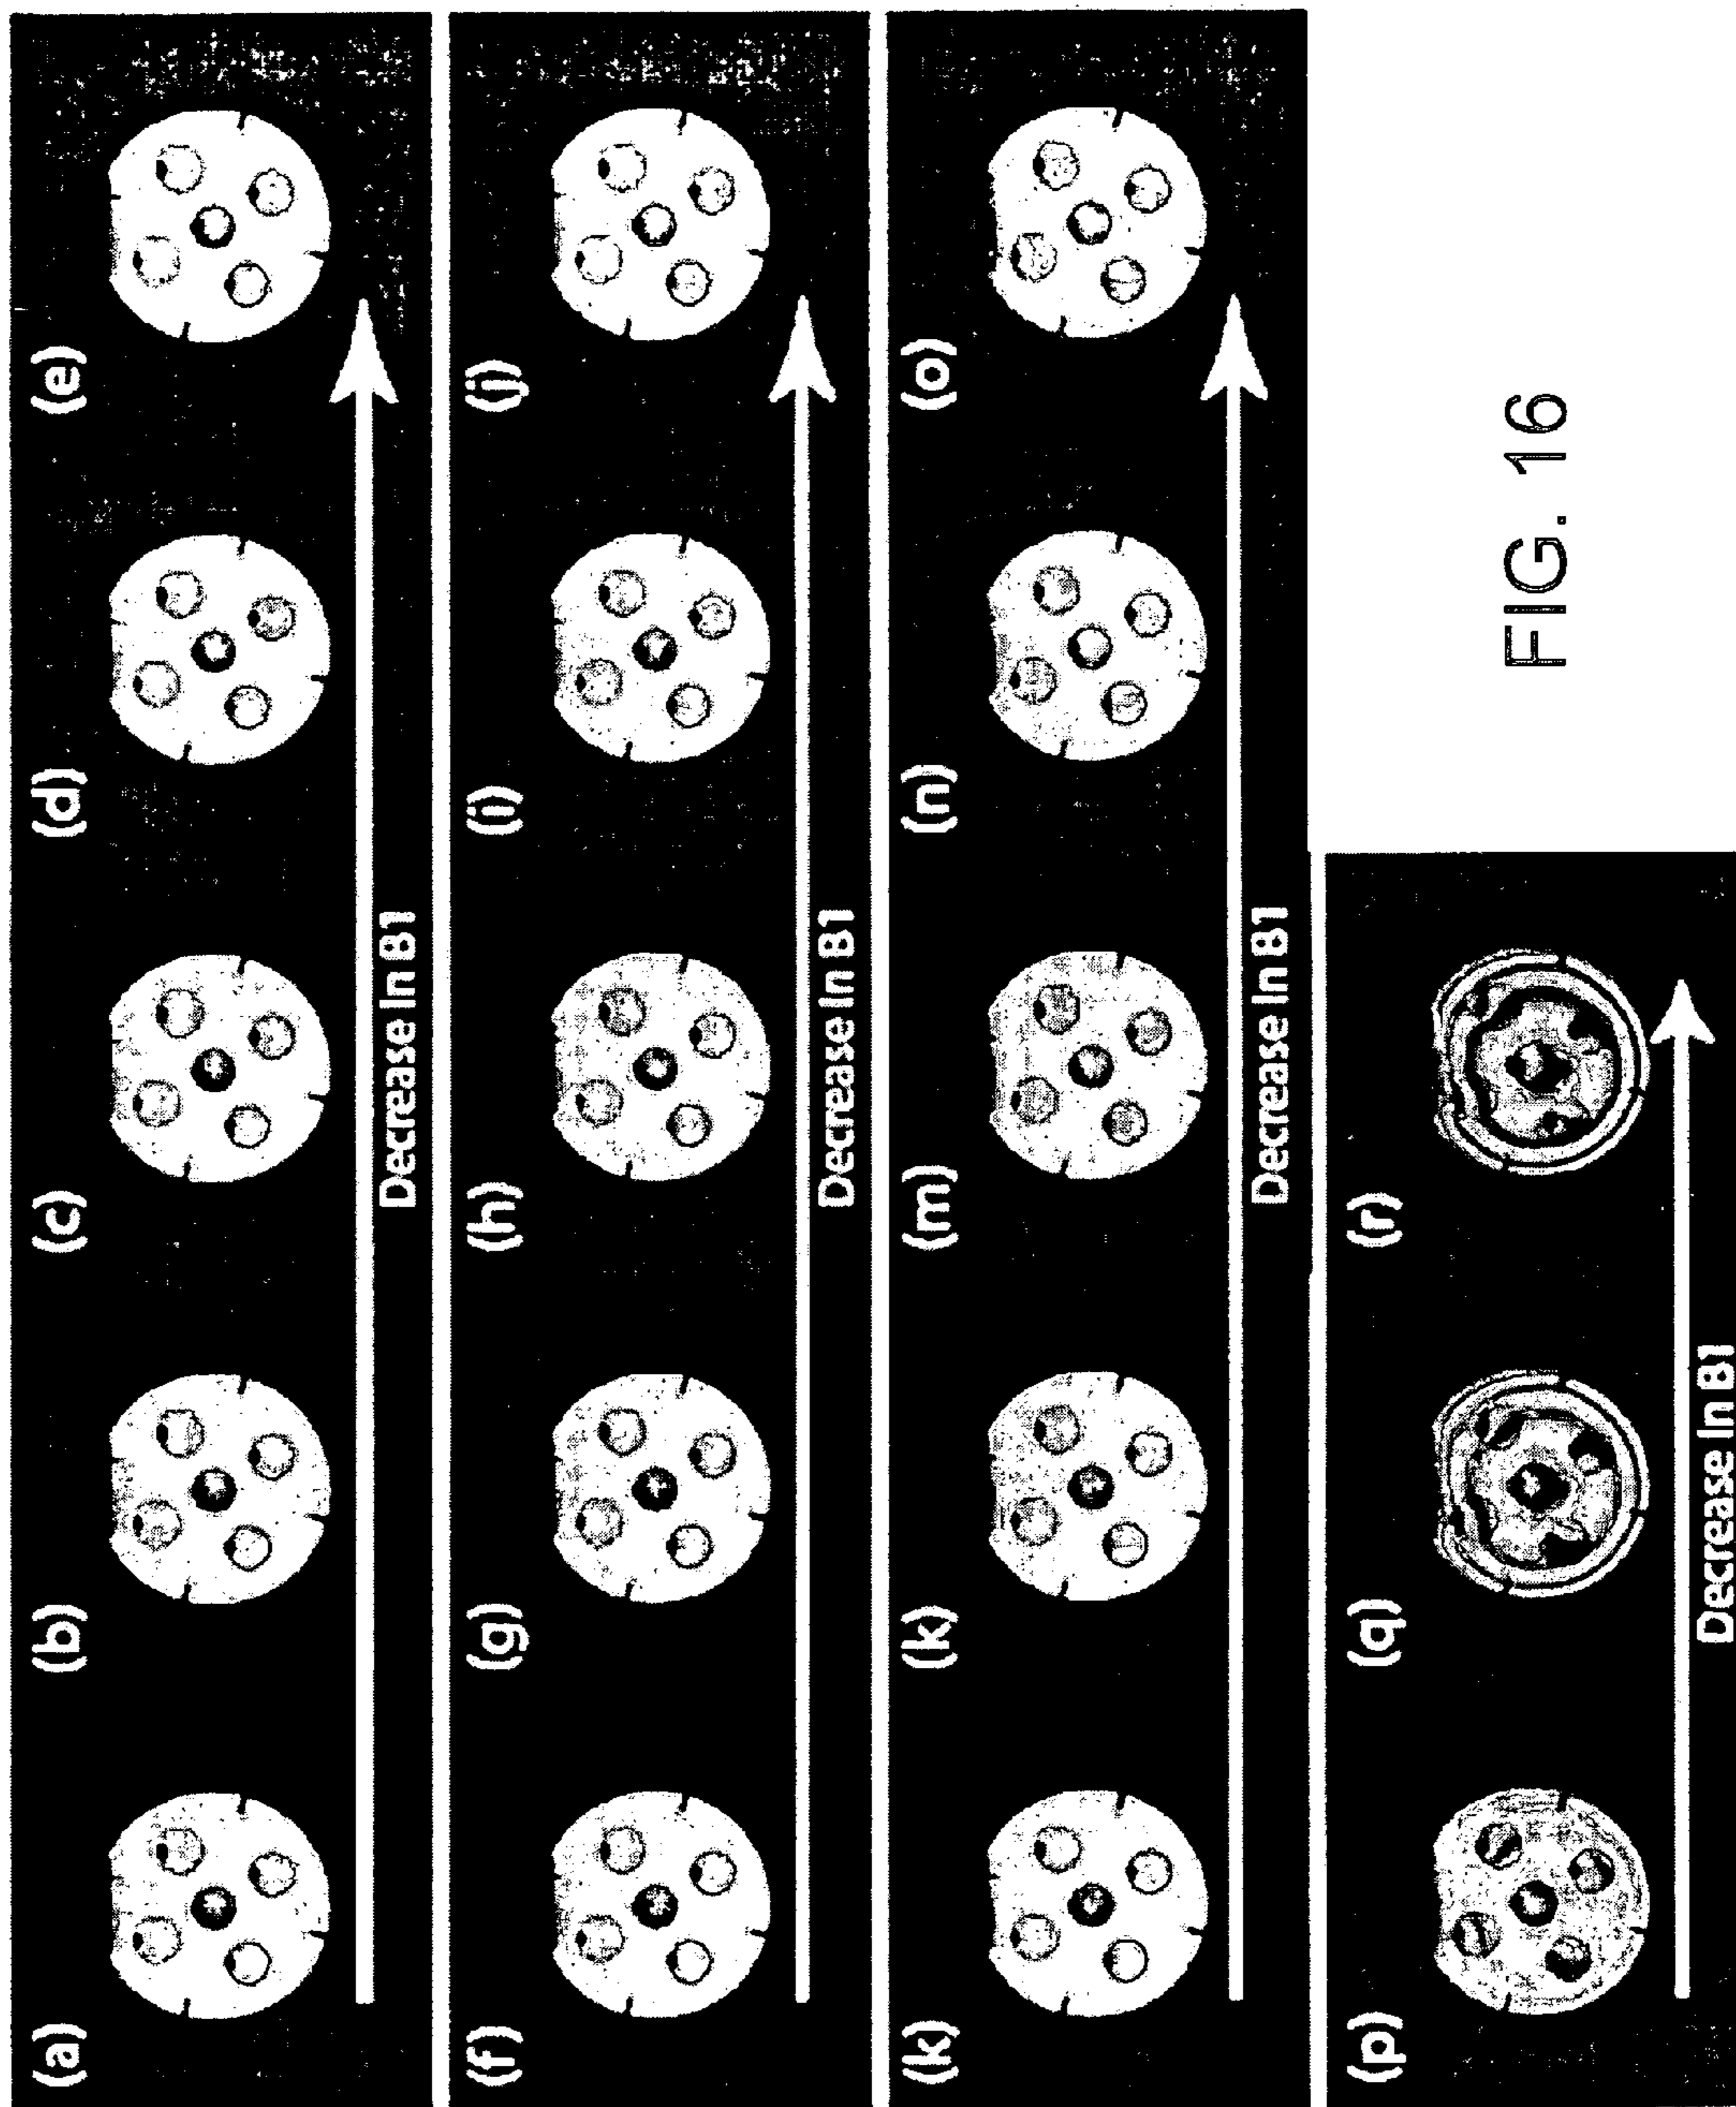 (a) (b) (c) (d) (e)
Decrease In B1
(f) (g) (h) (i) (j)
Decrease In B1
(k) (k) (m) (n) (o)
Decrease In B1
(p) (q) (r)
Decrease In B1
FIG. 16